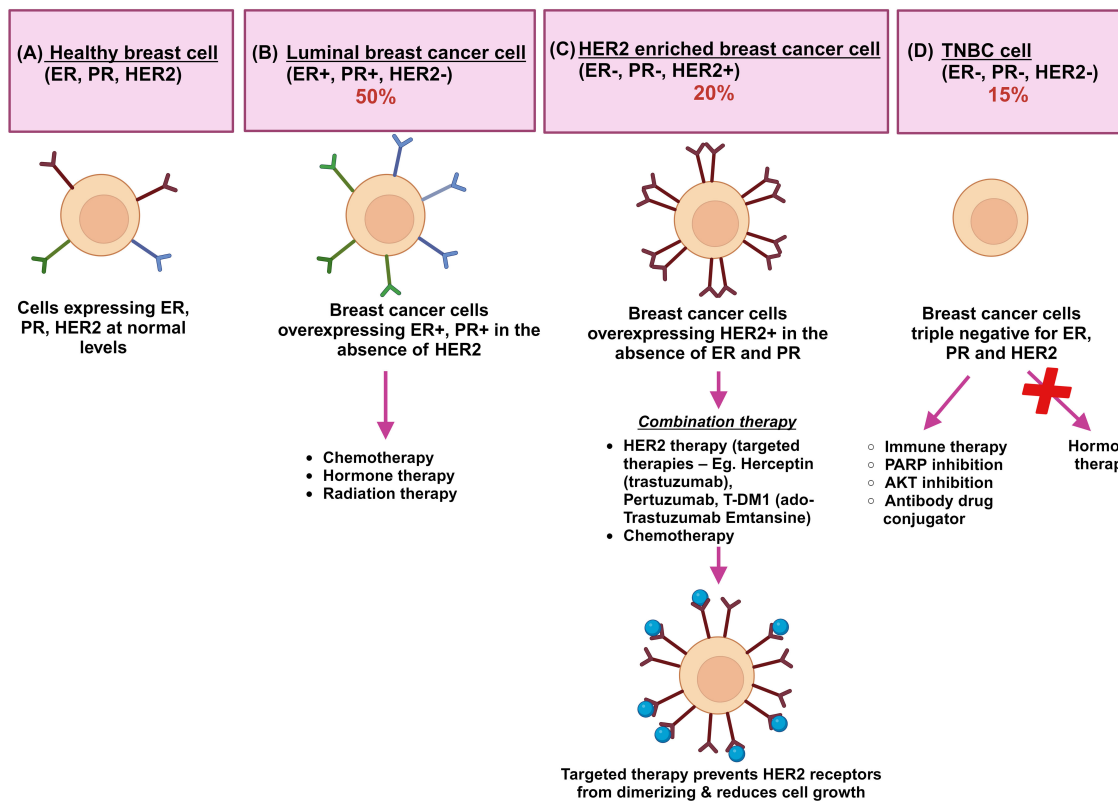 (A) Healthy breast cell
(ER, PR, HER2)
(B) Luminal breast cancer cell
(ER+, PR+, HER2-)
50%
(C) HER2 enriched breast cancer cell
(ER-, PR-, HER2+)
20%
(D) TNBC cell
(ER-, PR-, HER2-)
15%
Cells expressing ER,
PR, HER2 at normal
levels
Breast cancer cells
overexpressing ER+, PR+ in the
absence of HER2
• Chemotherapy
• Hormone therapy
• Radiation therapy
Breast cancer cells
overexpressing HER2+ in the
absence of ER and PR
Combination therapy
• HER2 therapy (targeted
therapies – Eg. Herceptin
(trastuzumab),
Pertuzumab, T-DM1 (ado-
Trastuzumab Emtansine)
• Chemotherapy
Targeted therapy prevents HER2 receptors
from dimerizing & reduces cell growth
Breast cancer cells
triple negative for ER,
PR and HER2
○ Immune therapy
○ PARP inhibition
○ AKT inhibition
○ Antibody drug
conjugator